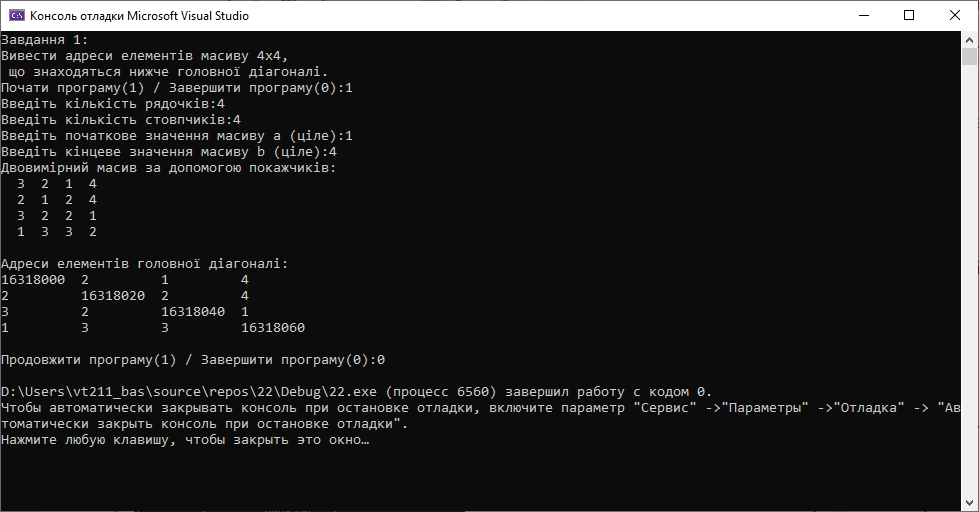 Консоль отладки Microsoft Visual Studio
Завдання 1:
Вивести адреси елементів масиву 4x4,
 що знаходяться нижче головної діагоналі.
Почати програму(1) / Завершити програму(0):1
Введіть кількість рядочків:4
Введіть кількість стовпчиків:4
Введіть початкове значення масиву a (ціле):1
Введіть кінцеве значення масиву b (ціле):4
Двовимірний масив за допомогою покажчиків:
  3  2  1  4
  2  1  2  4
  3  2  2  1
  1  3  3  2
Адреси елементів головної діагоналі:
16318000  2         1         4
2         16318020  2         4
3         2         16318040  1
1         3         3         16318060
Продовжити програму(1) / Завершити програму(0):0
D:\Users\vt211_bas\source\repos\22\Debug\22.exe (процесс 6560) завершил работу с кодом 0.
Чтобы автоматически закрывать консоль при остановке отладки, включите параметр "Сервис" ->"Параметры" ->"Отладка" -> "Ав
томатически закрыть консоль при остановке отладки".
Нажмите любую клавишу, чтобы закрыть это окно…